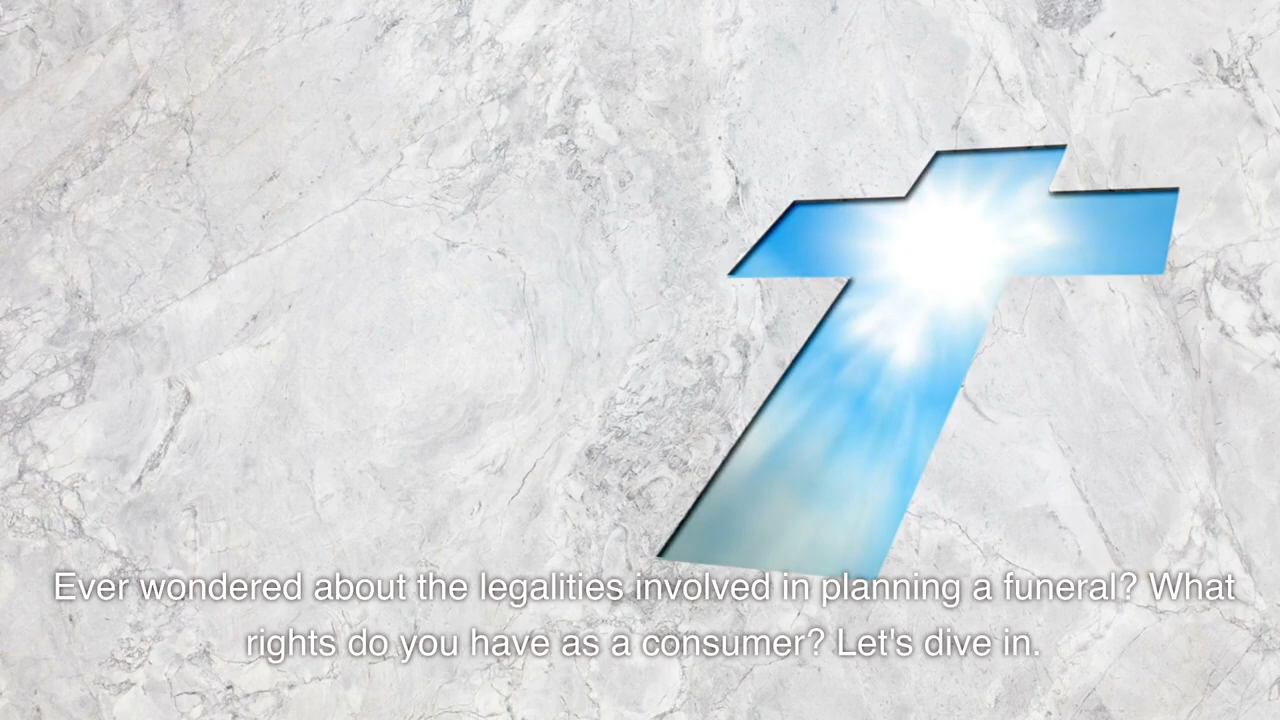 Ever wondered about the legalities involved in planning a funeral? What
rights do you have as a consumer? Let's dive in.